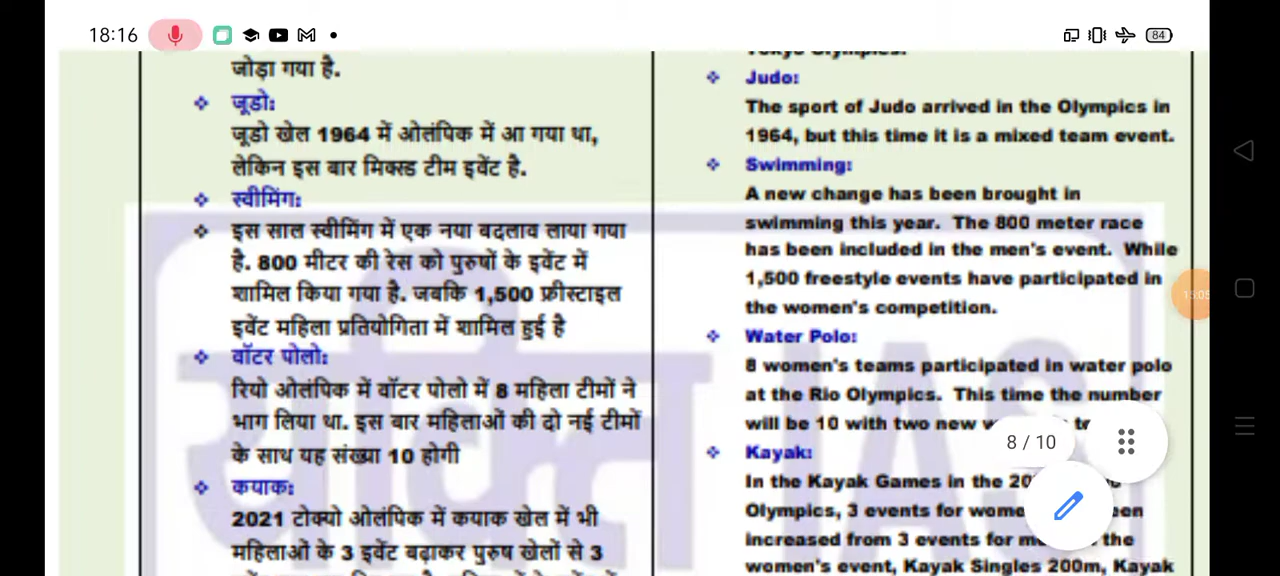 18:16
84
जोड़ा गया है.
जूडो:
जूडो खेल 1964 में ओलंपिक में आ गया था,
लेकिन इस बार मिक्स्ड टीम इवेंट है.
स्वीमिंग:
इस साल स्वीमिंग में एक नया बदलाव लाया गया
है. 800 मीटर की रेस को पुरुषों के इवेंट में
शामिल किया गया है. जबकि 1,500 फ्रीस्टाइल
इवेंट महिला प्रतियोगिता में शामिल हुई है
वॉटर पोलो:
रियो ओलंपिक में वॉटर पोलो में 8 महिला टीमों ने
भाग लिया था. इस बार महिलाओं की दो नई टीमों
के साथ यह संख्या 10 होगी
कयाक:
2021 टोक्यो ओलंपिक में कयाक खेल में भी
महिलाओं के 3 इवेंट बढ़ाकर पुरुष खेलों से 3
Tokyo Olympics.
Judo:
The sport of Judo arrived in the Olympics in
1964, but this time it is a mixed team event.
Swimming:
A new change has been brought in
swimming this year. The 800 meter race
has been included in the men's event. While
1,500 freestyle events have participated in
the women's competition.
Water Polo:
8 women's teams participated in water polo
at the Rio Olympics. This time the number
will be 10 with two new
Kayak:
In the Kayak Games in the
Olympics, 3 events for
increased from 3 events for the
women's event, Kayak Singles 200m, Kayak
8 / 10
15:05
IAS